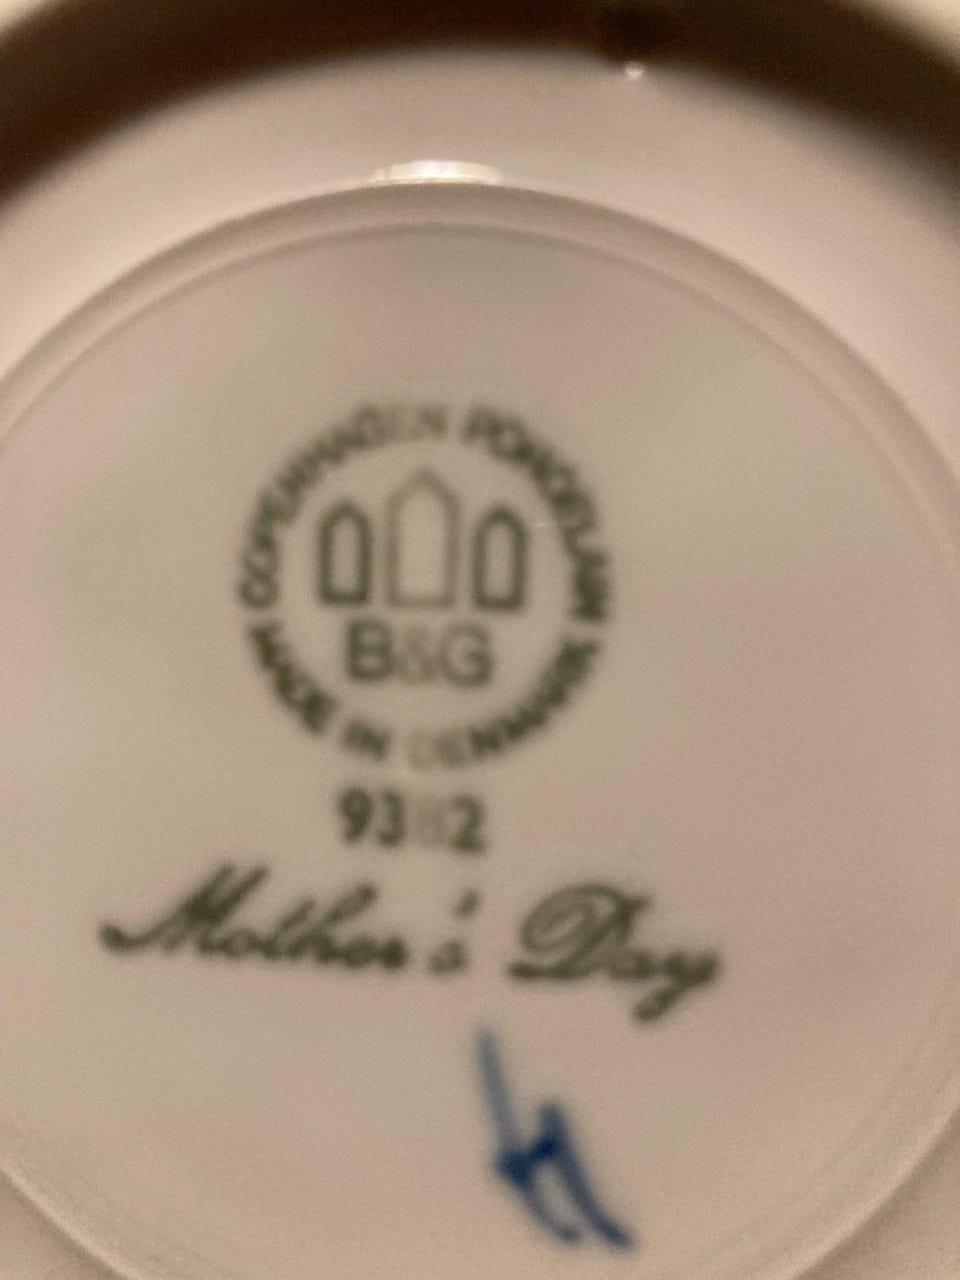 COPENHAGEN PORCELAIN
B&G
MADE IN DENMARK
Mother's Day